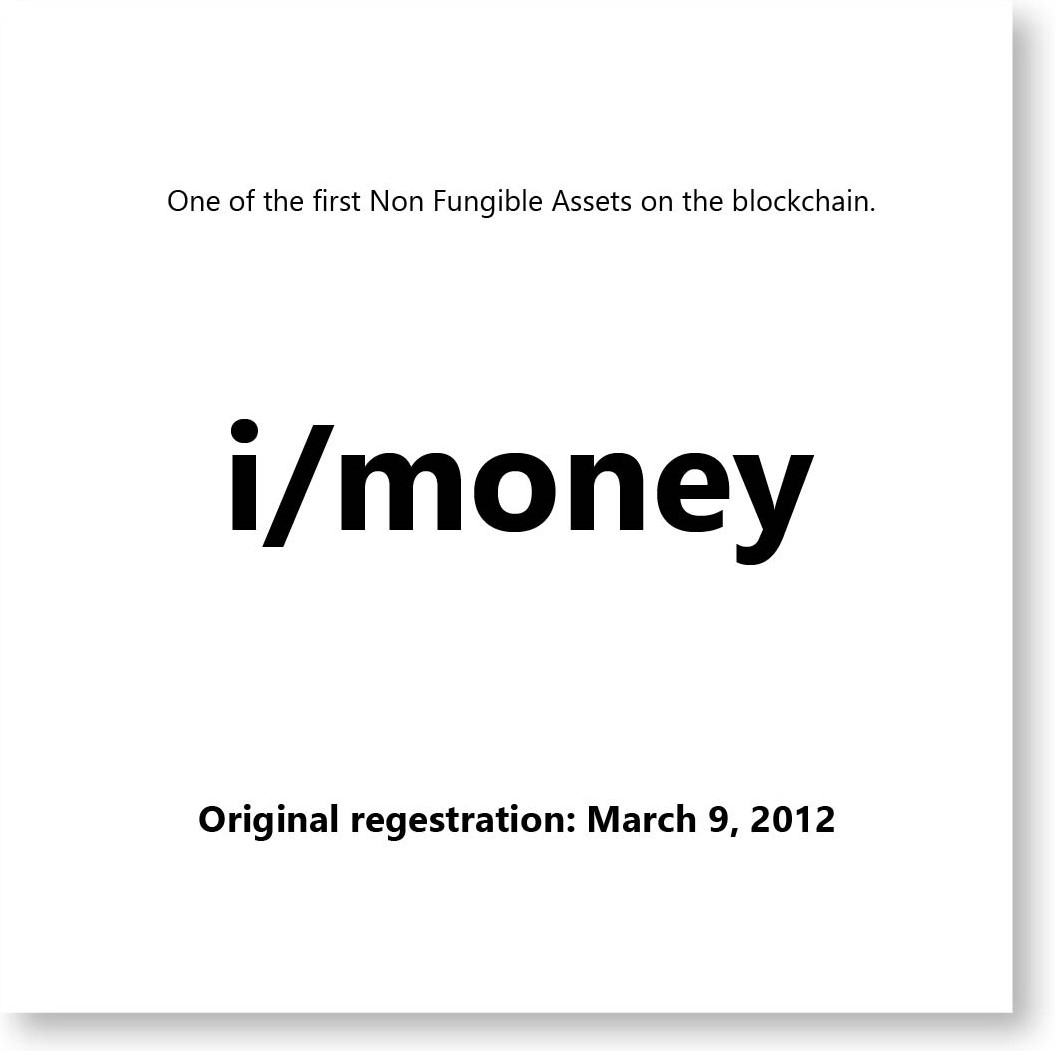 One of the first Non Fungible Assets on the blockchain.
i/money
Original regestration: March 9, 2012